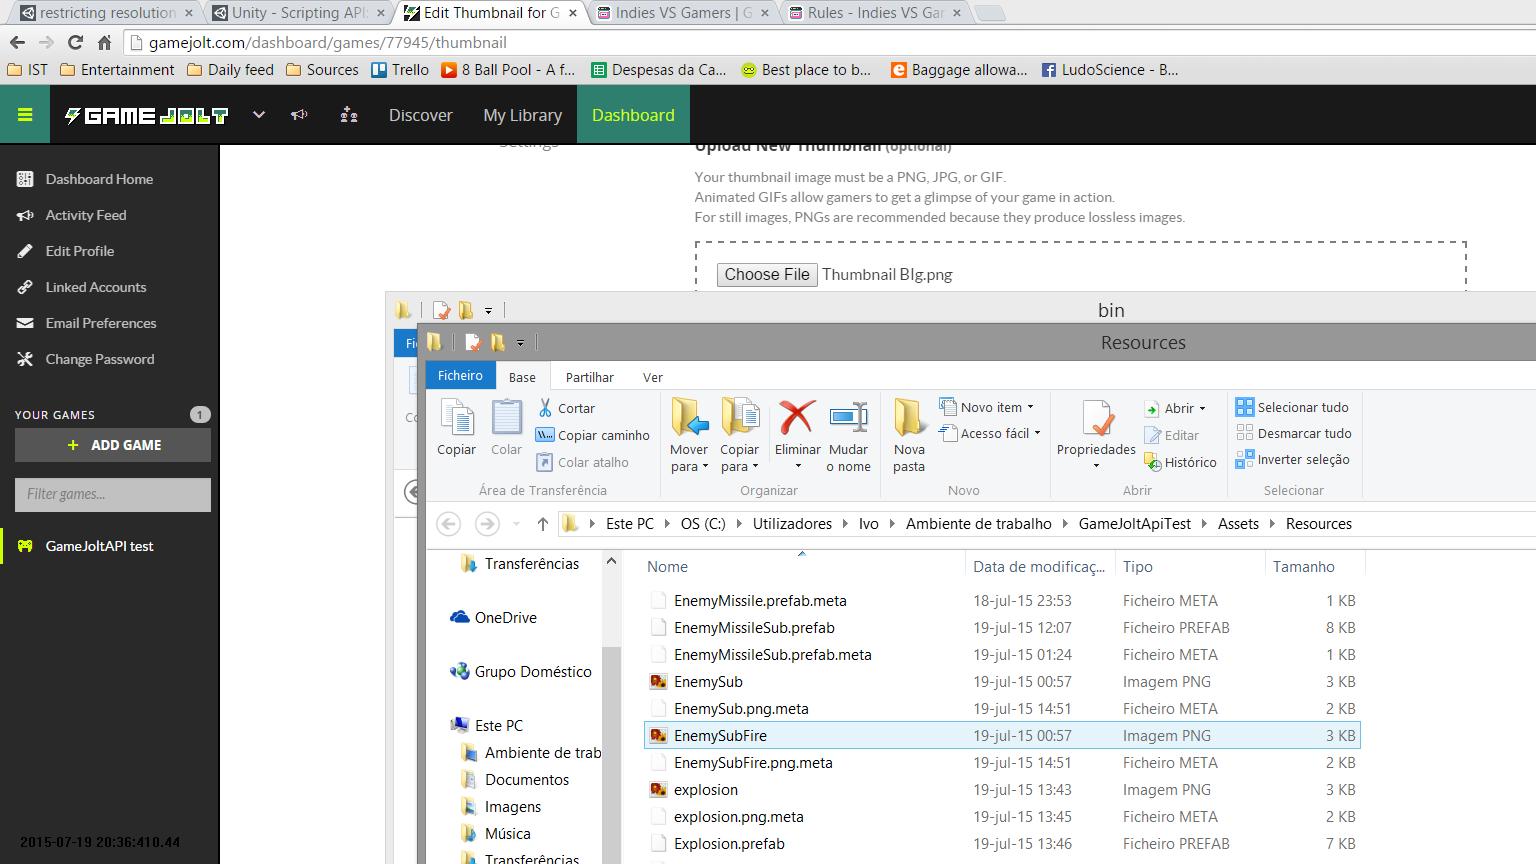 restricting resolution
Unity - Scripting API:
Edit Thumbnail for G
Indies VS Gamers | G
Rules - Indies VS Gar
gamejolt.com/dashboard/games/77945/thumbnail
IST Entertainment Daily feed Sources Trello 8 Ball Pool - A f... Despesas da Ca... Best place to b... Baggage allowa... LudoScience - B...
GAME JOLT Discover My Library Dashboard
Settings
Upload New Thumbnail (optional)
Your thumbnail image must be a PNG, JPG, or GIF.
Animated GIFs allow gamers to get a glimpse of your game in action.
For still images, PNGs are recommended because they produce lossless images.
Choose File Thumbnail BIg.png
Dashboard Home
Activity Feed
Edit Profile
Linked Accounts
Email Preferences
Change Password
YOUR GAMES 1
+ ADD GAME
Filter games...
GameJoltAPI test
2015-07-19 20:36:410.44
bin
Fi
Co
Resources
Ficheiro Base Partilhar Ver
Copiar
Colar
Cortar
Copiar caminho
Colar atalho
Área de Transferência
Mover para
Copiar para
Eliminar
Mudar o nome
Organizar
Nova pasta
Novo item
Acesso fácil
Novo
Propriedades
Abrir
Editar
Histórico
Abrir
Selecionar tudo
Desmarcar tudo
Inverter seleção
Selecionar
Este PC OS (C:) Utilizadores Ivo Ambiente de trabalho GameJoltApiTest Assets Resources
Transferências
OneDrive
Grupo Doméstico
Este PC
Ambiente de trab
Documentos
Imagens
Música
Transferências
Nome Data de modificaç... Tipo Tamanho
EnemyMissile.prefab.meta 18-jul-15 23:53 Ficheiro META 1 KB
EnemyMissileSub.prefab 19-jul-15 12:07 Ficheiro PREFAB 8 KB
EnemyMissileSub.prefab.meta 19-jul-15 01:24 Ficheiro META 1 KB
EnemySub 19-jul-15 00:57 Imagem PNG 3 KB
EnemySub.png.meta 19-jul-15 14:51 Ficheiro META 2 KB
EnemySubFire 19-jul-15 00:57 Imagem PNG 3 KB
EnemySubFire.png.meta 19-jul-15 14:51 Ficheiro META 2 KB
explosion 19-jul-15 13:43 Imagem PNG 3 KB
explosion.png.meta 19-jul-15 13:45 Ficheiro META 2 KB
Explosion.prefab 19-jul-15 13:46 Ficheiro PREFAB 7 KB